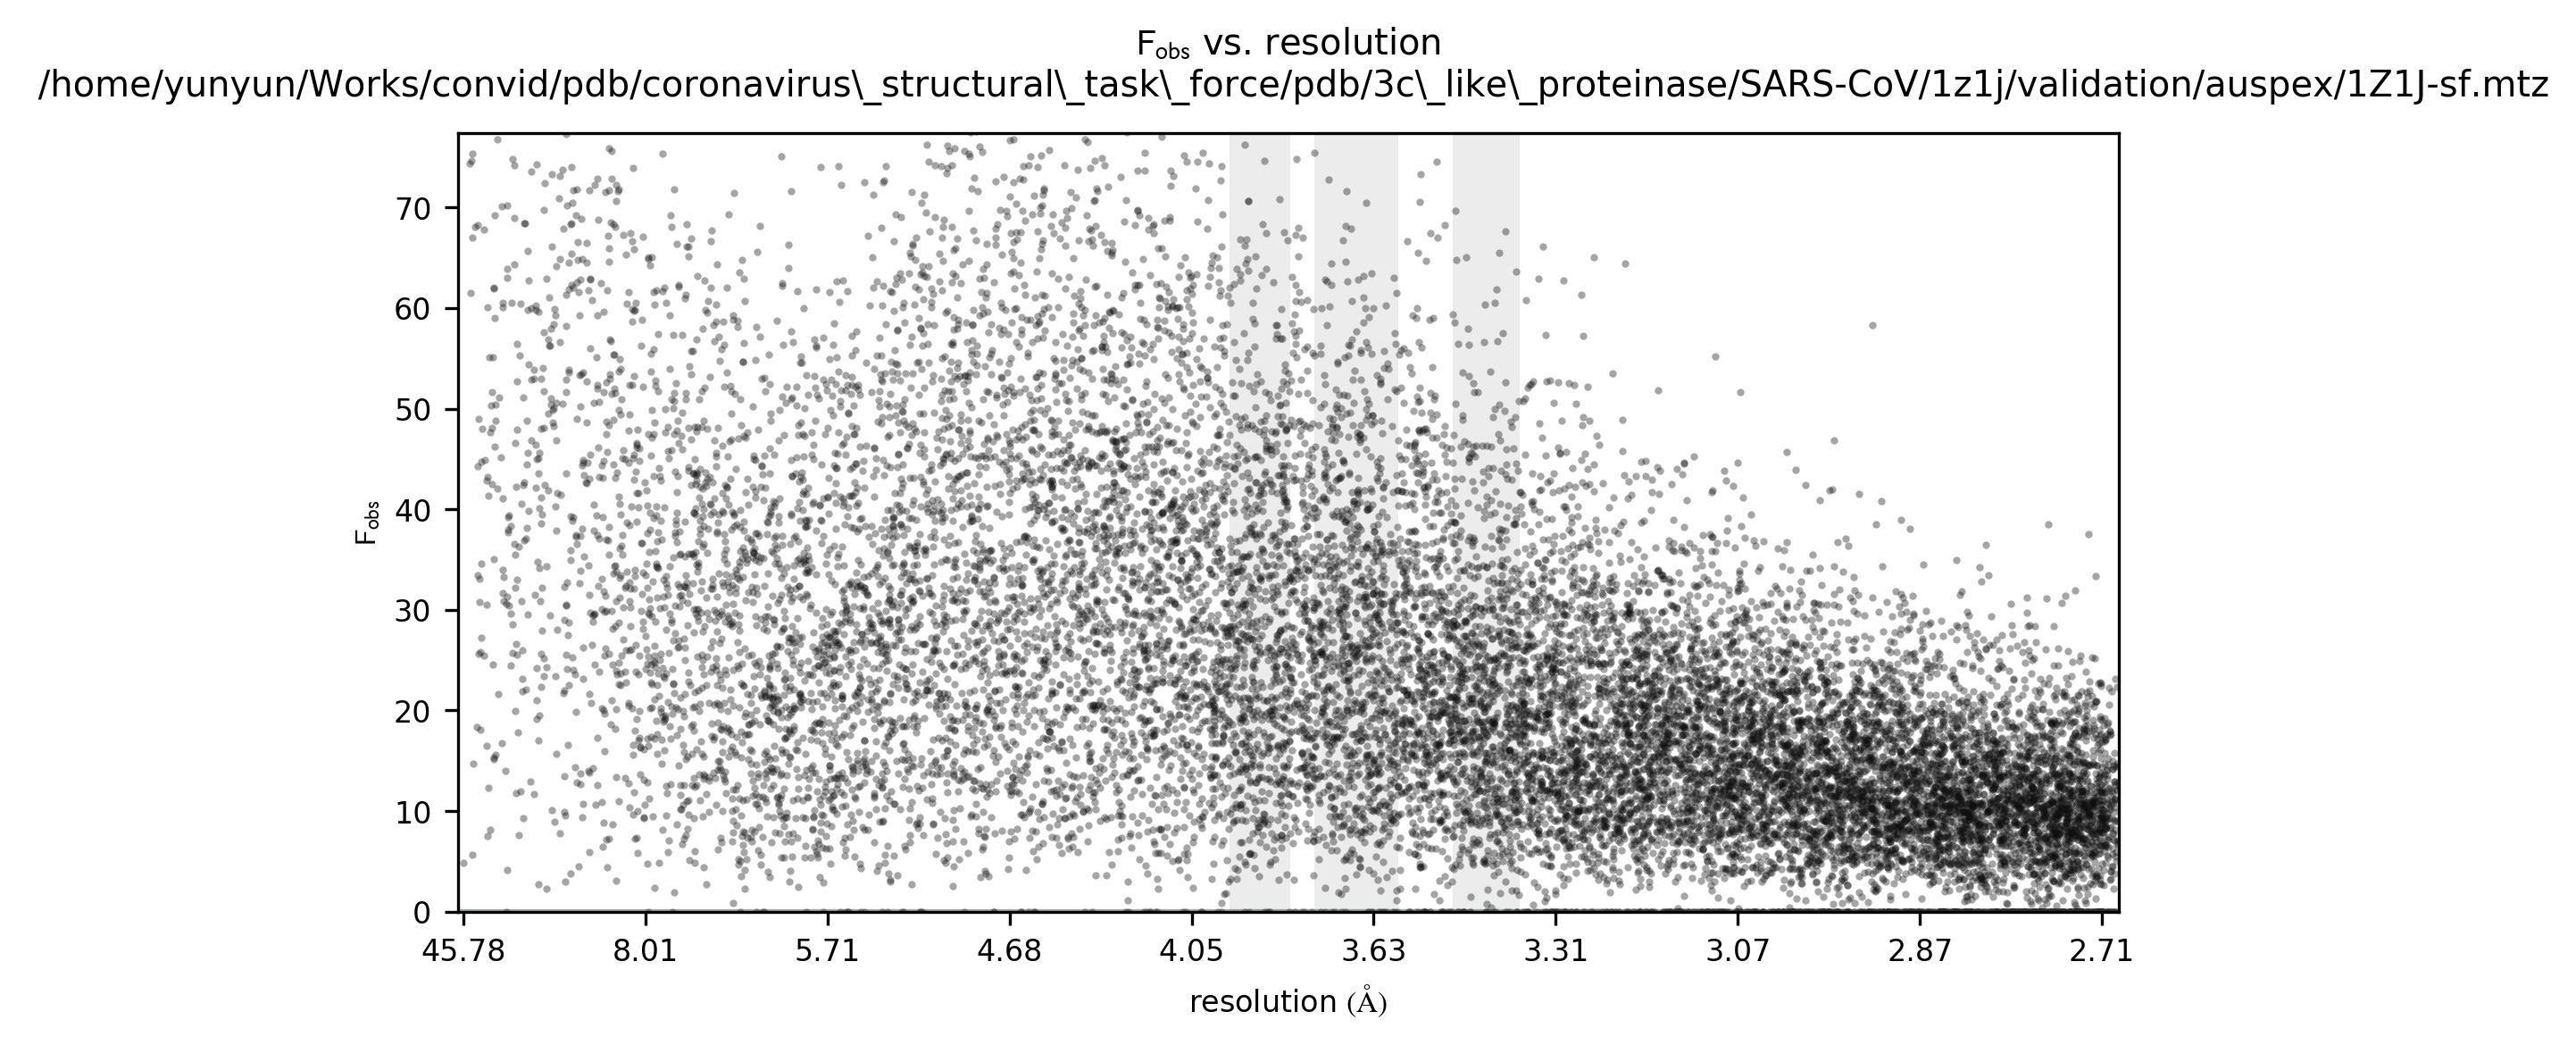 Fobs vs. resolution
/home/yunyun/Works/convid/pdb/coronavirus\_structural\_task\_force/pdb/3c\_like\_proteinase/SARS-CoV/1z1j/validation/auspex/1Z1J-sf.mtz
70
60
50
40
30
20
10
0
Fobs
45.78 8.01 5.71 4.68 4.05 3.63 3.31 3.07 2.87 2.71
resolution (Å)